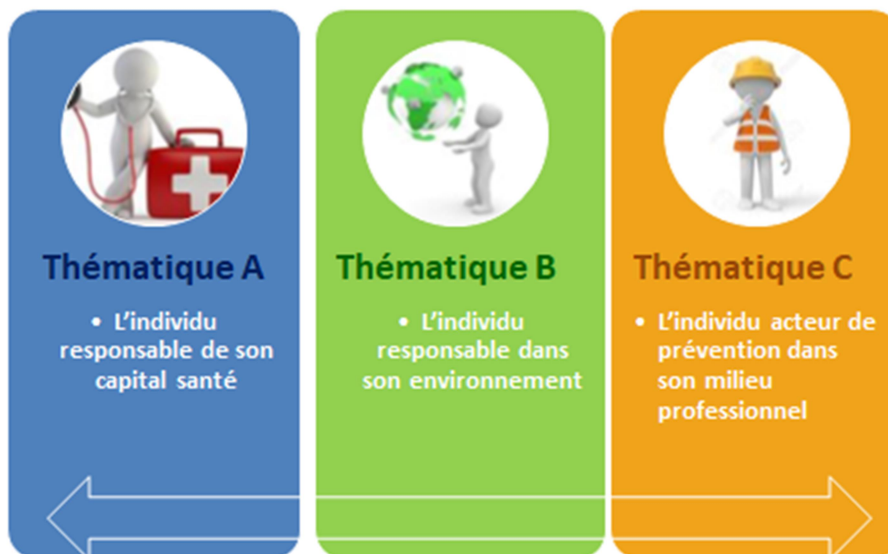 Thématique A
• L’individu
responsable de son
capital santé
Thématique B
• L’individu
responsable dans
son environnement
Thématique C
• L’individu acteur de
prévention dans
son milieu
professionnel